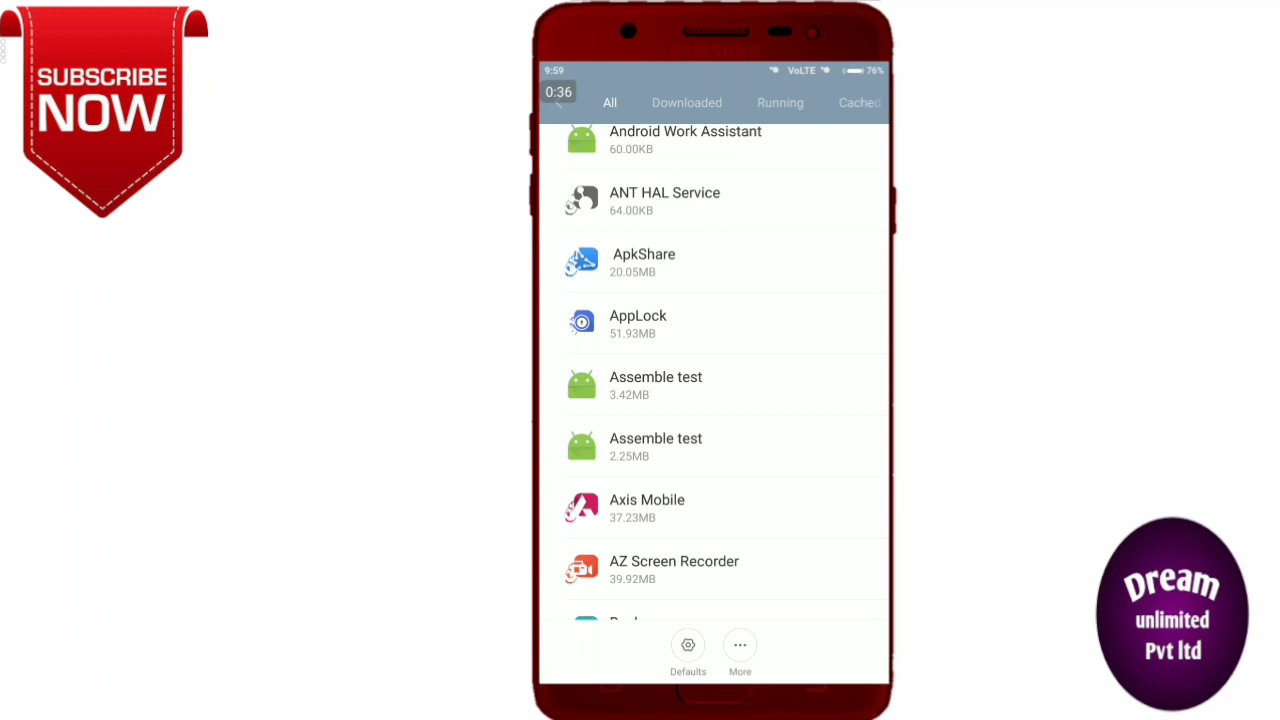 SUBSCRIBE
NOW
SAMSUNG
9:59
VoLTE
76%
0:36
All
Downloaded
Running
Cached
Android Work Assistant
60.00KB
ANT HAL Service
64.00KB
ApkShare
20.05MB
AppLock
51.93MB
Assemble test
3.42MB
Assemble test
2.25MB
Axis Mobile
37.23MB
AZ Screen Recorder
39.92MB
Defaults
More
Dream
unlimited
Pvt ltd